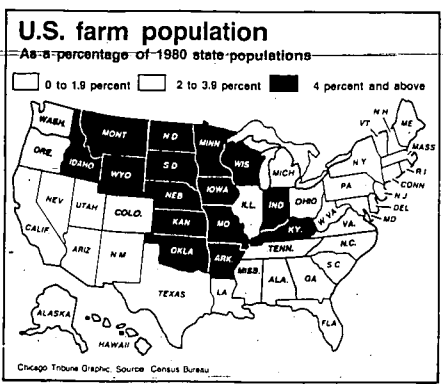 U.S. farm population
As a percentage of 1980 state populations
0 to 1.9 percent 2 to 3.9 percent 4 percent and above
WASH.
ORE.
CALIF
NEV
IDAHO
MONT
WYO
UTAH
COLO.
ARIZ
N M
N D
S D
NEB
KAN
OKLA
TEXAS
MINN
IOWA
MO
ARK.
LA
WIS
ILL.
MICH
IND
OHIO
KY.
TENN.
MISS.
ALA.
GA
FLA
S C
N.C.
VA.
W VA
PA
N Y
VT
N H
ME
MASS
R I
CONN
N J
DEL
MD
ALASKA
HAWAII
Chicago Tribune Graphic, Source Census Bureau